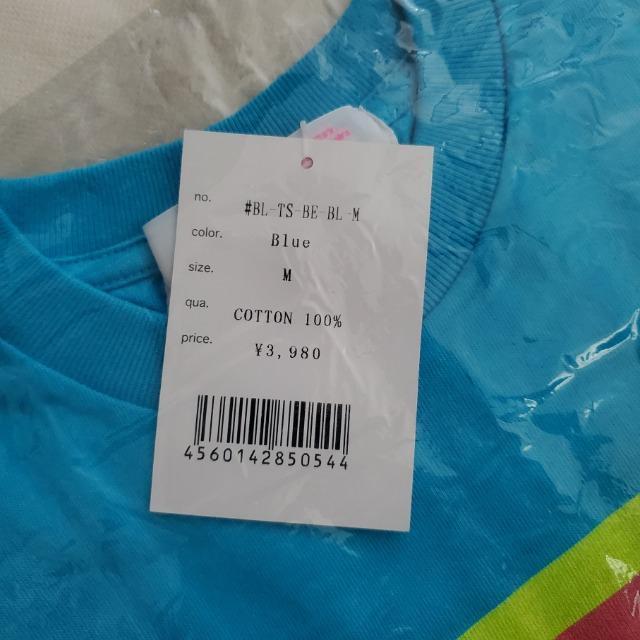 no. #BL-TS-BE-BL-M
color. Blue
size. M
qua. COTTON 100%
price. ¥3,980
4560142850544